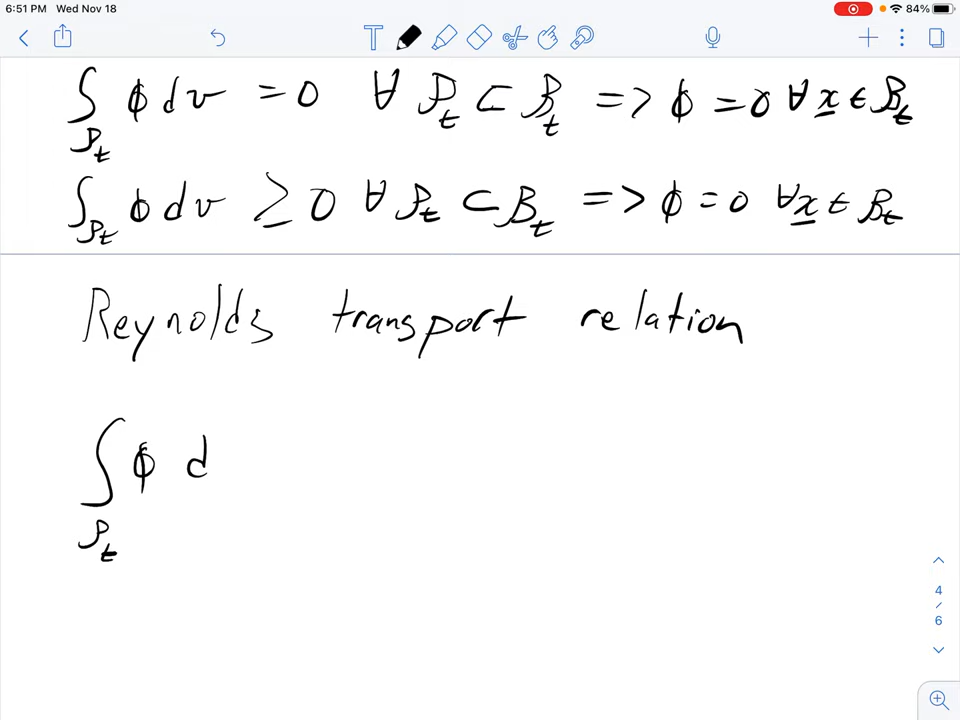 6:51 PM Wed Nov 18
84%
T
∫_{𝒫_t} ϕ dv = 0 ∀ 𝒫_t ⊂ ℬ_t => ϕ = 0 ∀ x ∈ ℬ_t
∫_{𝒫_t} ϕ dv ≥ 0 ∀ 𝒫_t ⊂ ℬ_t => ϕ = 0 ∀ x ∈ ℬ_t
Reynolds transport relation
∫_{𝒫_t} ϕ d
4
/
6